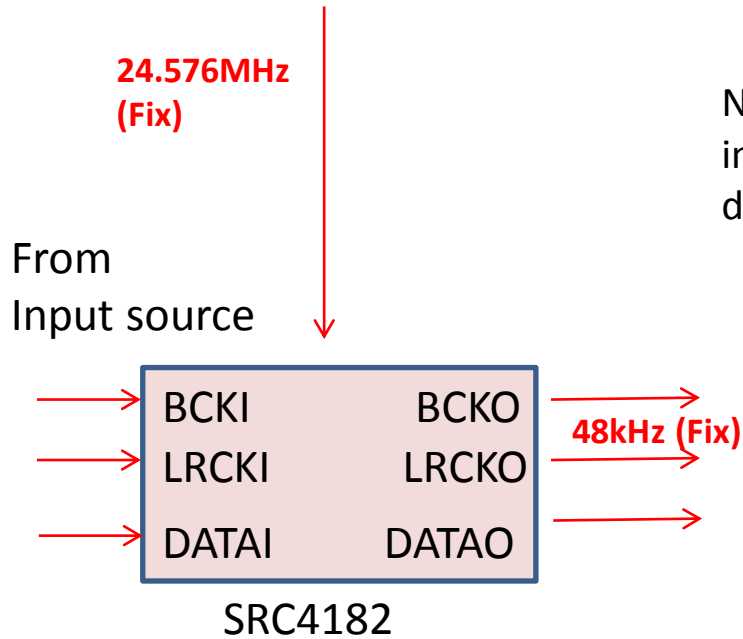 24.576MHz
(Fix)
From
Input source
BCKI
BCKO
48kHz (Fix)
LRCKI
LRCKO
DATAI
DATAO
SRC4182